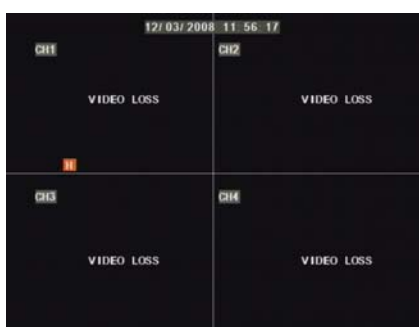 12/03/2008 11 56 17
CH1 CH2
VIDEO LOSS VIDEO LOSS
H
CH3 CH4
VIDEO LOSS VIDEO LOSS